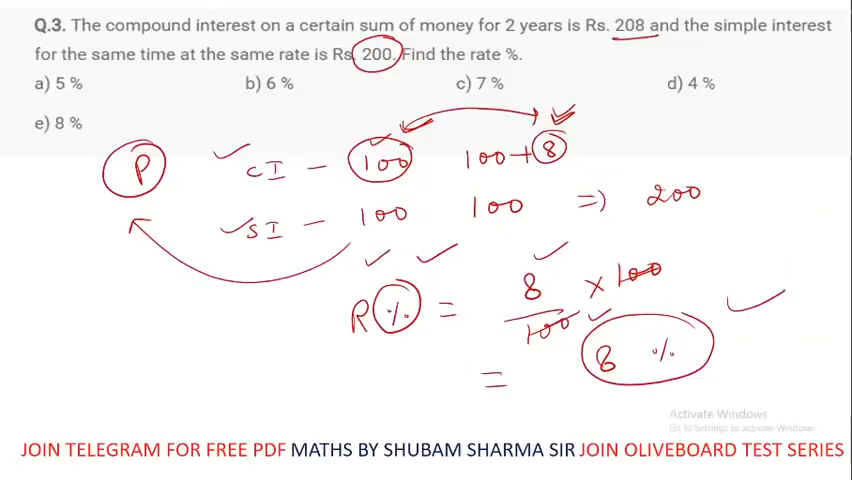 Q.3. The compound interest on a certain sum of money for 2 years is Rs. 208 and the simple interest
for the same time at the same rate is Rs. 200. Find the rate %.
a) 5 % b) 6 % c) 7 % d) 4 %
e) 8 %
P CI - 100 100+8
SI - 100 100 => 200
R % = 8/100 × 100
= 8 %
Activate Windows
Go to Settings to activate Windows
JOIN TELEGRAM FOR FREE PDF MATHS BY SHUBAM SHARMA SIR JOIN OLIVEBOARD TEST SERIES